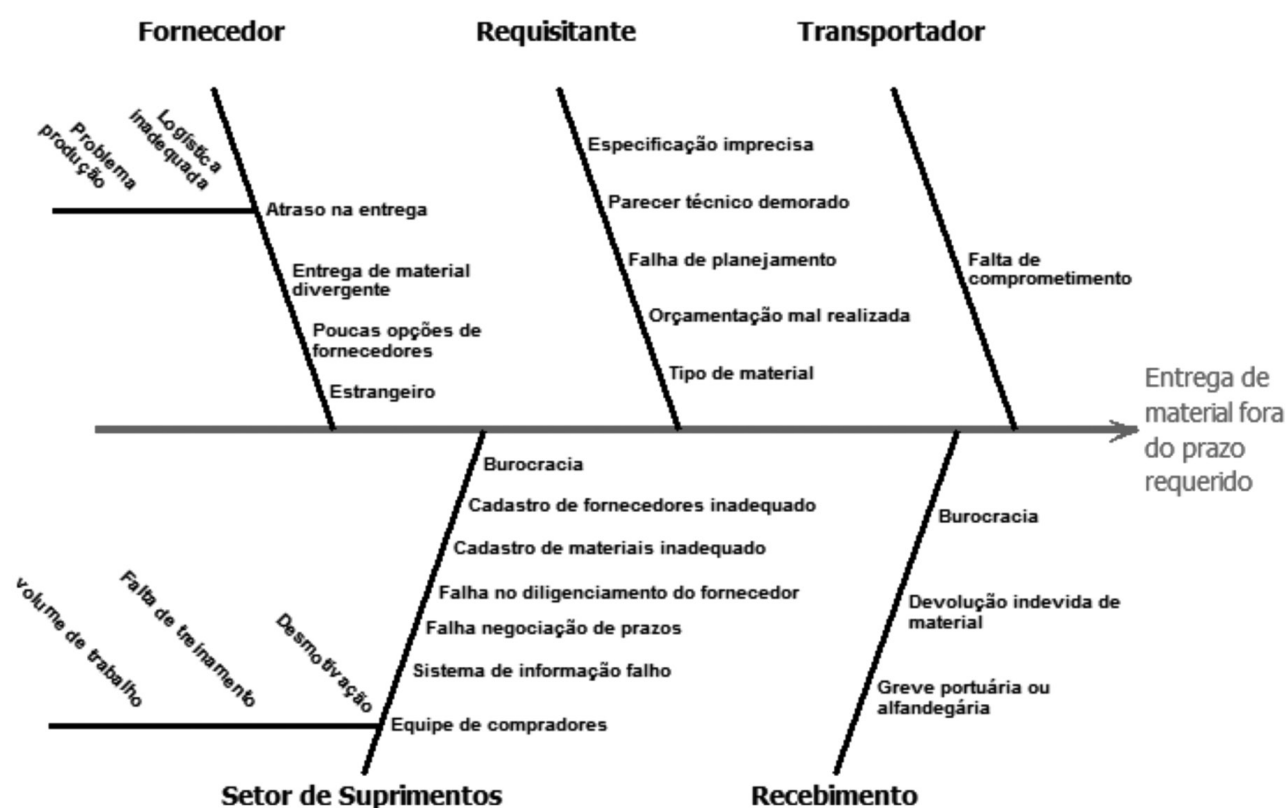 Fornecedor
Requisitante
Transportador
Logística
inadequada
Problema
produção
Atraso na entrega
Entrega de material
divergente
Poucas opções de
fornecedores
Estrangeiro
Especificação imprecisa
Parecer técnico demorado
Falha de planejamento
Orçamentação mal realizada
Tipo de material
Falta de
comprometimento
Entrega de
material fora
do prazo
requerido
Burocracia
Cadastro de fornecedores inadequado
Cadastro de materiais inadequado
Falha no diligenciamento do fornecedor
Falha negociação de prazos
Sistema de informação falho
Equipe de compradores
volume de trabalho
Falta de treinamento
Desmotivação
Burocracia
Devolução indevida de
material
Greve portuária ou
alfandegária
Setor de Suprimentos
Recebimento